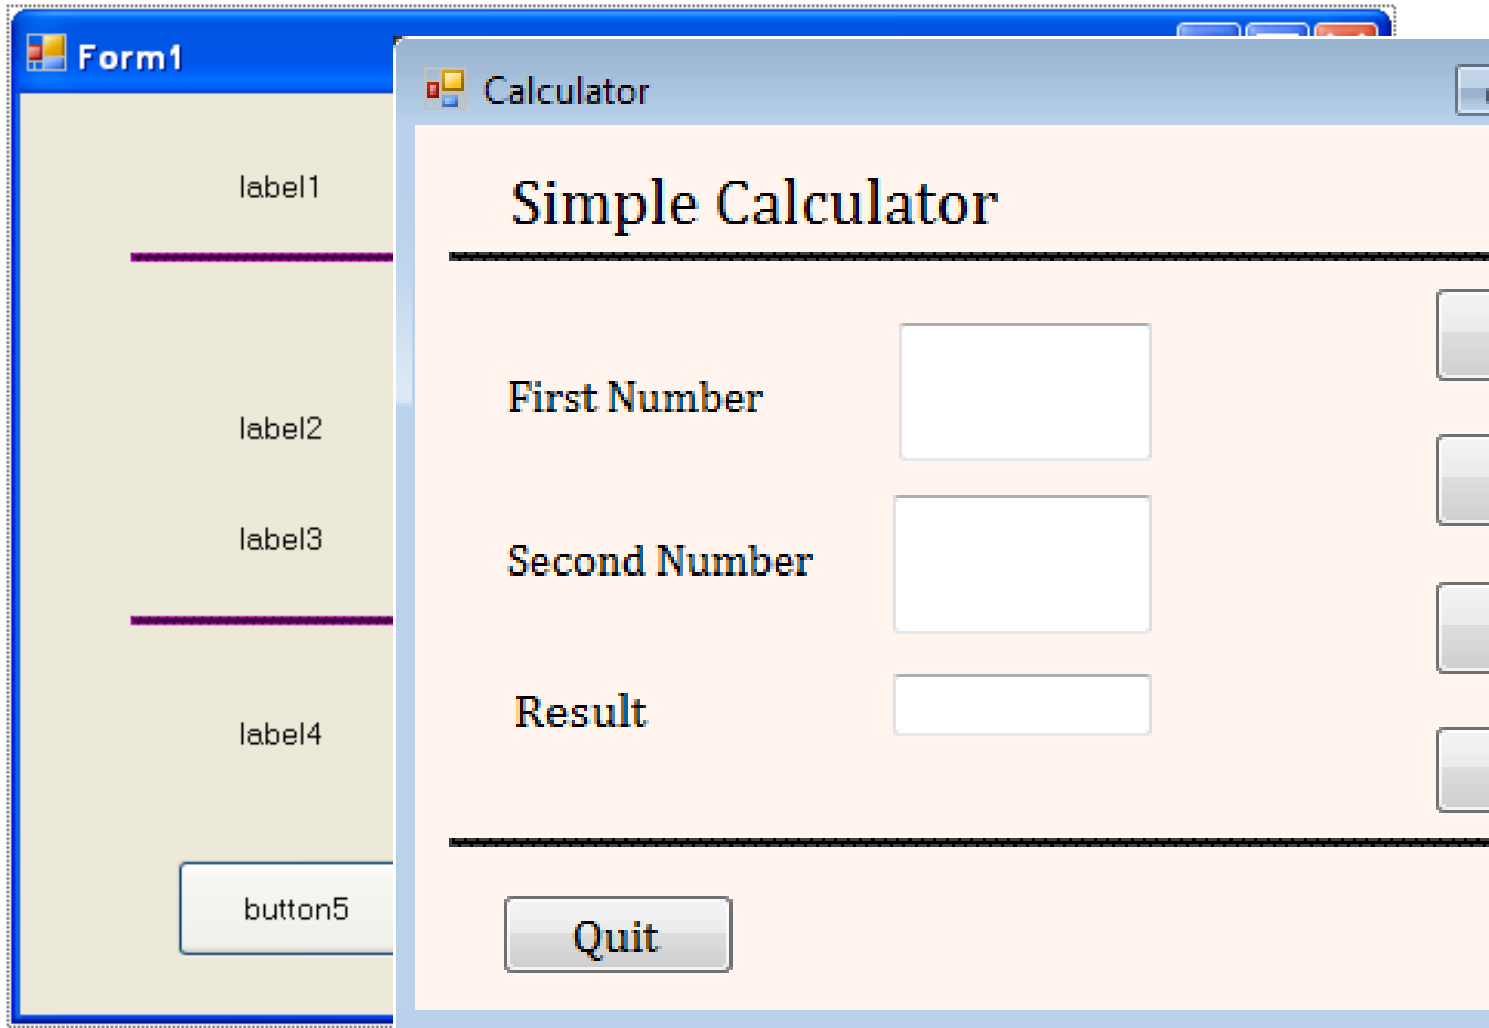 Form1
label1
label2
label3
label4
button5
Calculator
Simple Calculator
First Number
Second Number
Result
Quit